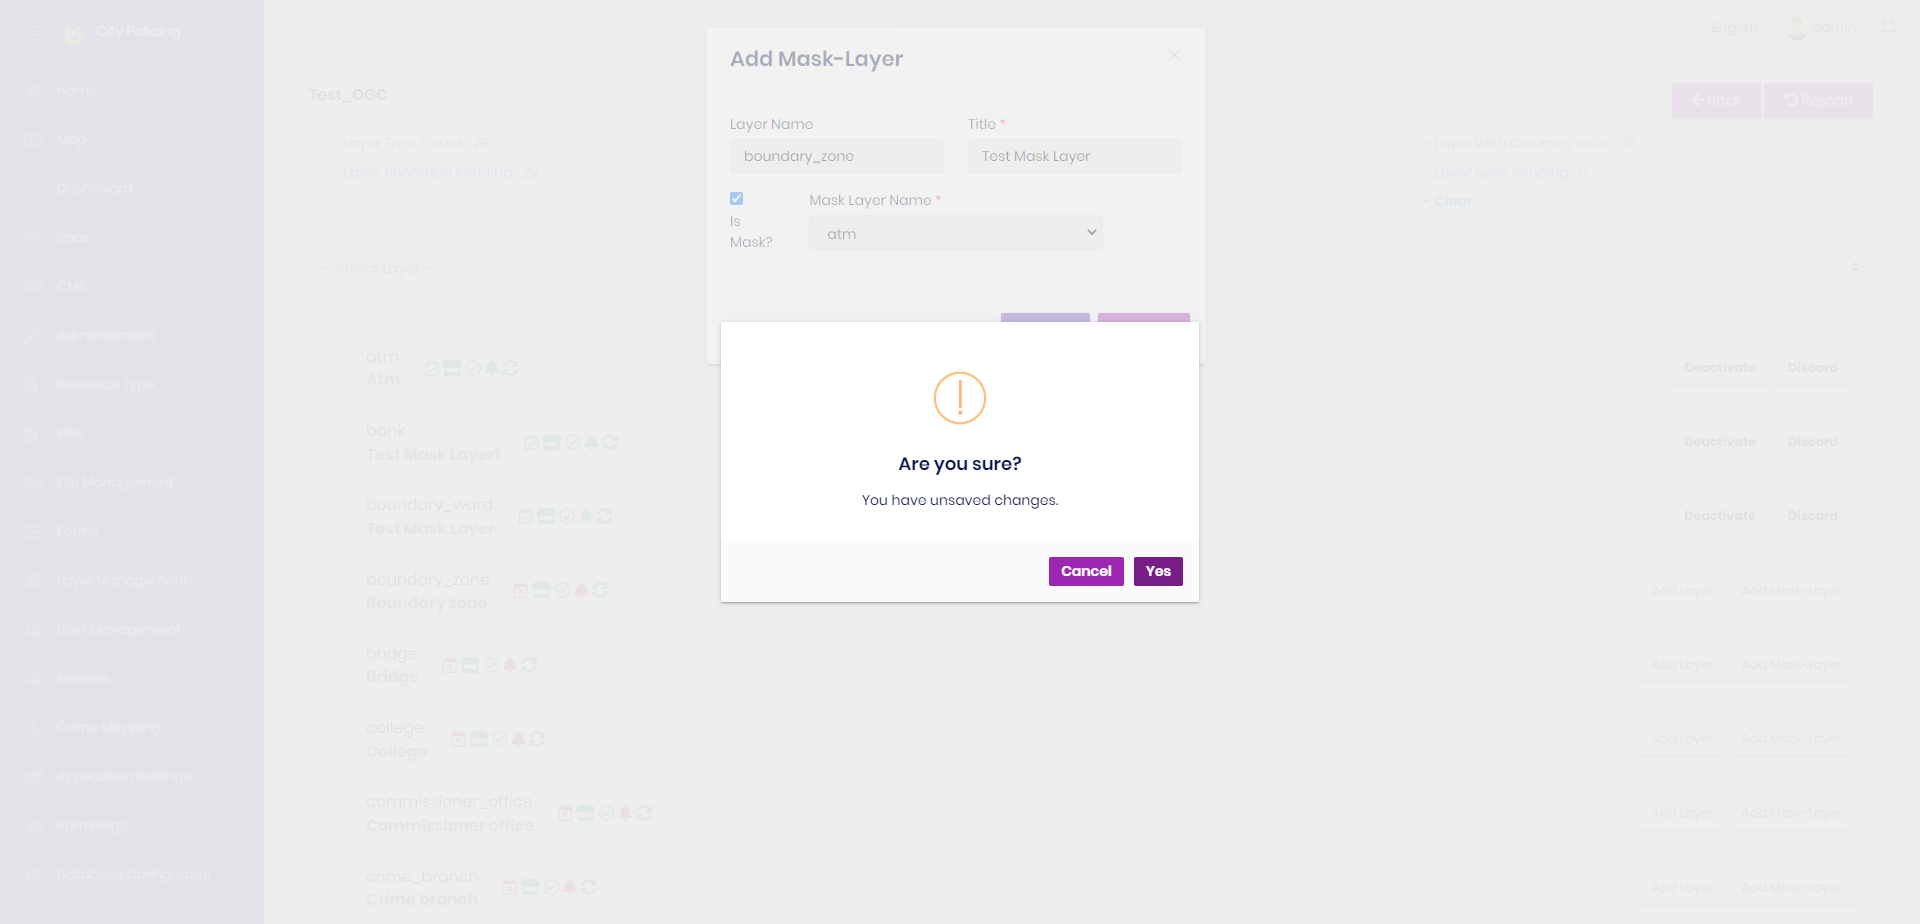 City Policing
English
admin
Home
Map
Dashboard
SaaS
CMS
Administration
Resource Type
FIRs
File Management
Forms
Layer Management
User Management
Masters
Crime Mapping
Application Settings
Patrollings
Database Configurator
Test_OGC
Back
Rescan
- Layer Error Count : 29
- Layer Recorded Pending : 29
- Layer With Columns Issue : 29
- Layer Sync Pending : 0
- Clear
-- Select Layer --
atm
Atm
Deactivate
Discard
bank
Test Mask Layer1
Deactivate
Discard
boundary_ward
Test Mask Layer
Deactivate
Discard
boundary_zone
Boundary zone
Add Layer
Add Mask-Layer
bridge
Bridge
Add Layer
Add Mask-Layer
college
College
Add Layer
Add Mask-Layer
commissioner_office
Commissioner office
Add Layer
Add Mask-Layer
crime_branch
Crime branch
Add Layer
Add Mask-Layer
Add Mask-Layer
Layer Name
Title *
boundary_zone
Test Mask Layer
Is
Mask?
Mask Layer Name *
atm
Are you sure?
You have unsaved changes.
Cancel
Yes